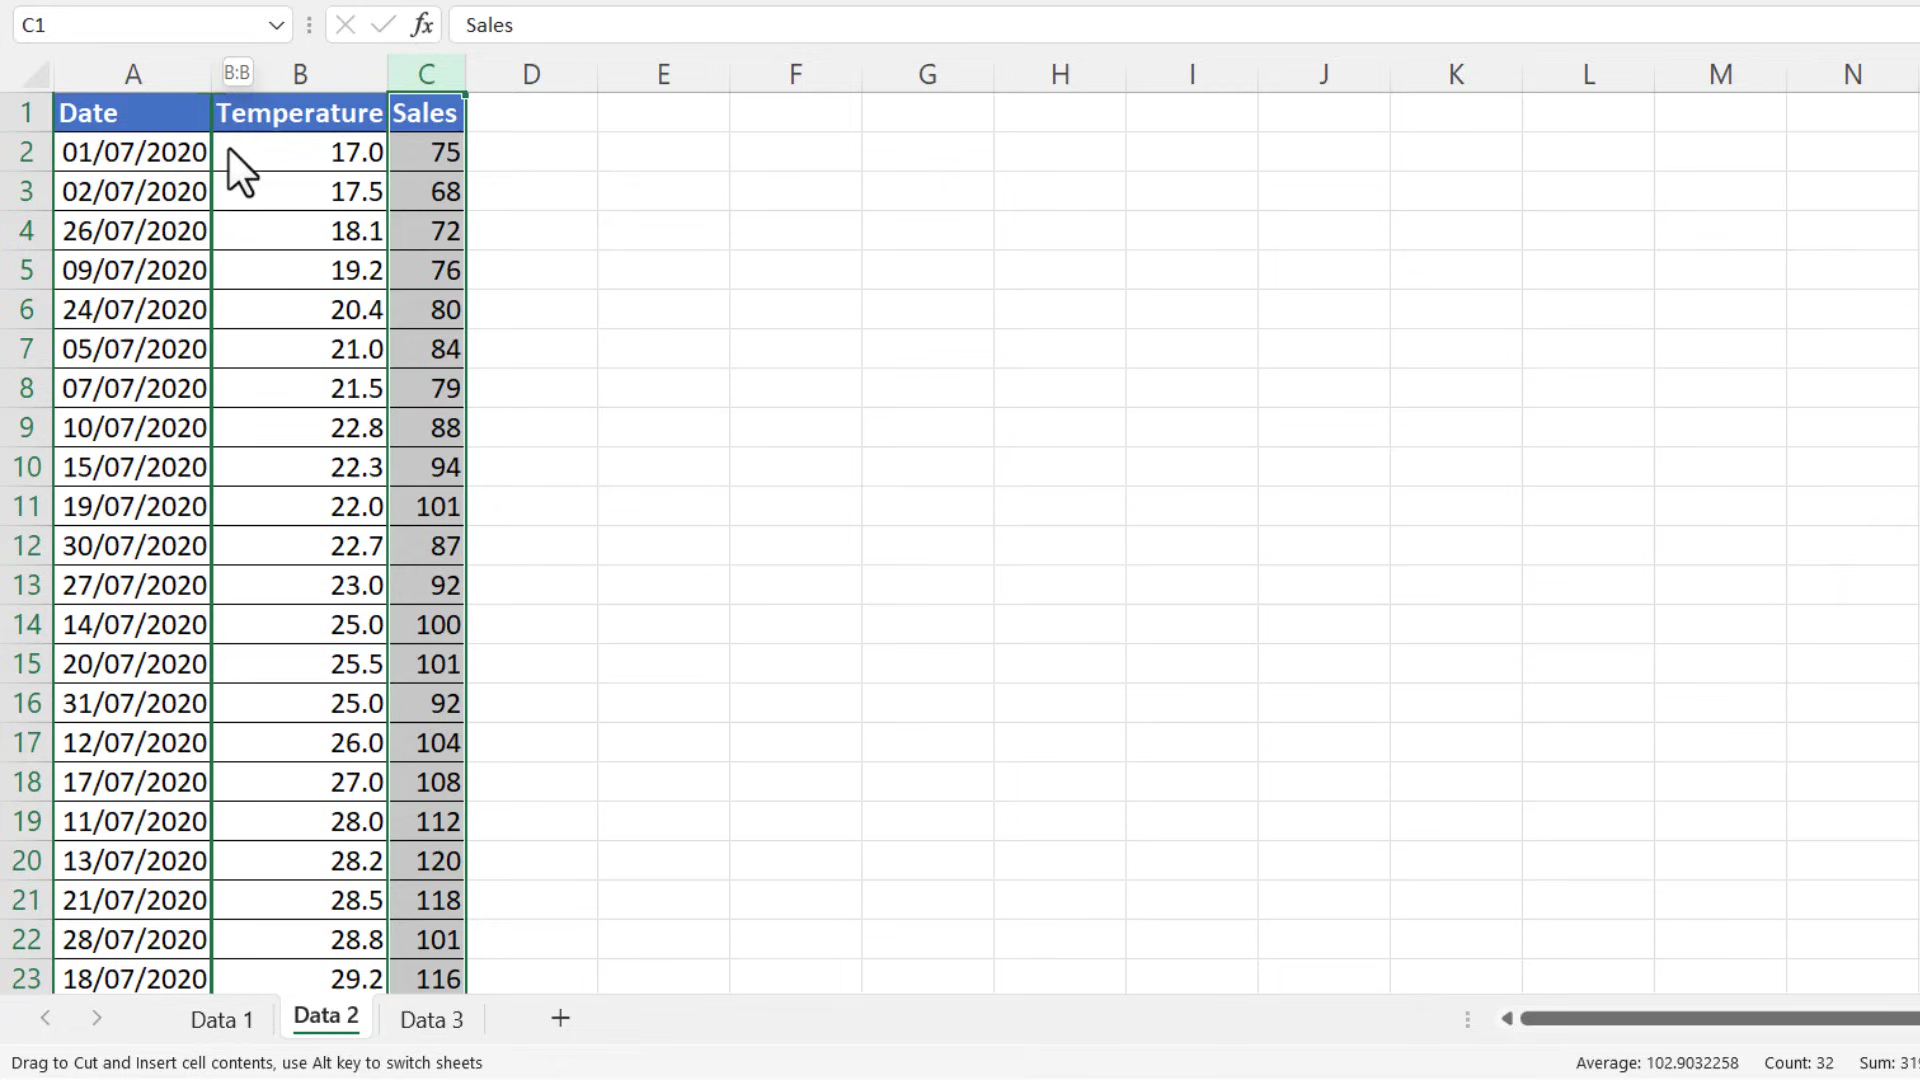 C1 fx Sales
A B:B B C D E F G H I J K L M N
1 Date Temperature Sales
2 01/07/2020 17.0 75
3 02/07/2020 17.5 68
4 26/07/2020 18.1 72
5 09/07/2020 19.2 76
6 24/07/2020 20.4 80
7 05/07/2020 21.0 84
8 07/07/2020 21.5 79
9 10/07/2020 22.8 88
10 15/07/2020 22.3 94
11 19/07/2020 22.0 101
12 30/07/2020 22.7 87
13 27/07/2020 23.0 92
14 14/07/2020 25.0 100
15 20/07/2020 25.5 101
16 31/07/2020 25.0 92
17 12/07/2020 26.0 104
18 17/07/2020 27.0 108
19 11/07/2020 28.0 112
20 13/07/2020 28.2 120
21 21/07/2020 28.5 118
22 28/07/2020 28.8 101
23 18/07/2020 29.2 116
Data 1 Data 2 Data 3 +
Drag to Cut and Insert cell contents, use Alt key to switch sheets Average: 102.9032258 Count: 32 Sum: 31